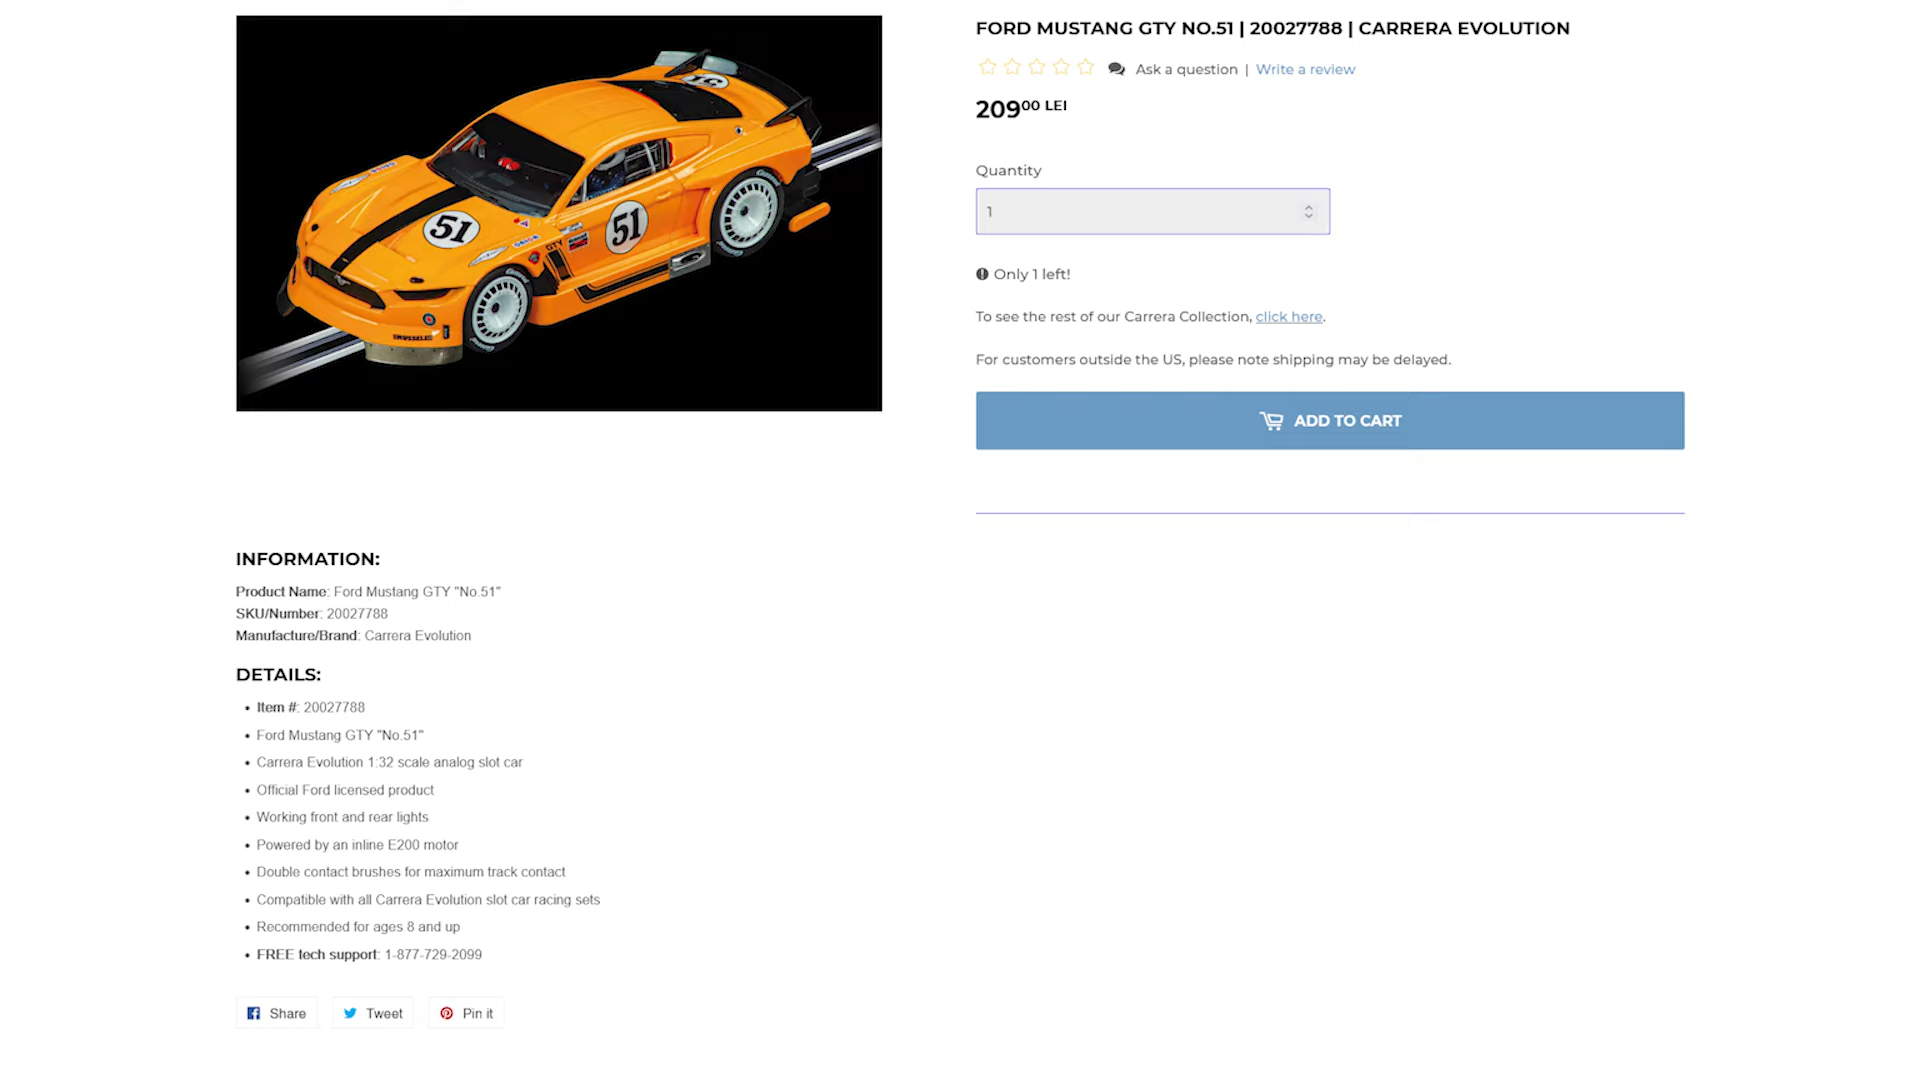 FORD MUSTANG GTY NO.51 | 20027788 | CARRERA EVOLUTION
Ask a question | Write a review
20900 LEI
Quantity
1
Only 1 left!
To see the rest of our Carrera Collection, click here.
For customers outside the US, please note shipping may be delayed.
ADD TO CART
51
51
GTY
INFORMATION:
Product Name: Ford Mustang GTY "No.51"
SKU/Number: 20027788
Manufacture/Brand: Carrera Evolution
DETAILS:
• Item #: 20027788
• Ford Mustang GTY "No.51"
• Carrera Evolution 1:32 scale analog slot car
• Official Ford licensed product
• Working front and rear lights
• Powered by an inline E200 motor
• Double contact brushes for maximum track contact
• Compatible with all Carrera Evolution slot car racing sets
• Recommended for ages 8 and up
• FREE tech support: 1-877-729-2099
Share
Tweet
Pin it